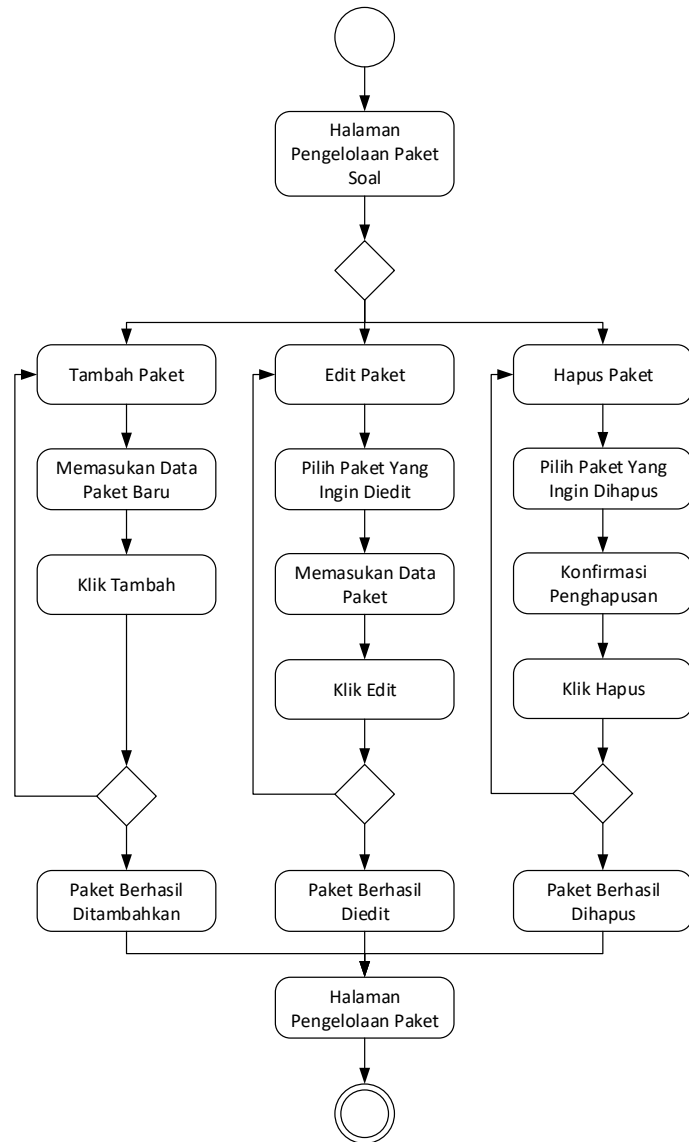 Halaman
Pengelolaan Paket
Soal
Tambah Paket
Edit Paket
Hapus Paket
Memasukan Data
Paket Baru
Pilih Paket Yang
Ingin Diedit
Pilih Paket Yang
Ingin Dihapus
Klik Tambah
Memasukan Data
Paket
Konfirmasi
Penghapusan
Klik Edit
Klik Hapus
Paket Berhasil
Ditambahkan
Paket Berhasil
Diedit
Paket Berhasil
Dihapus
Halaman
Pengelolaan Paket